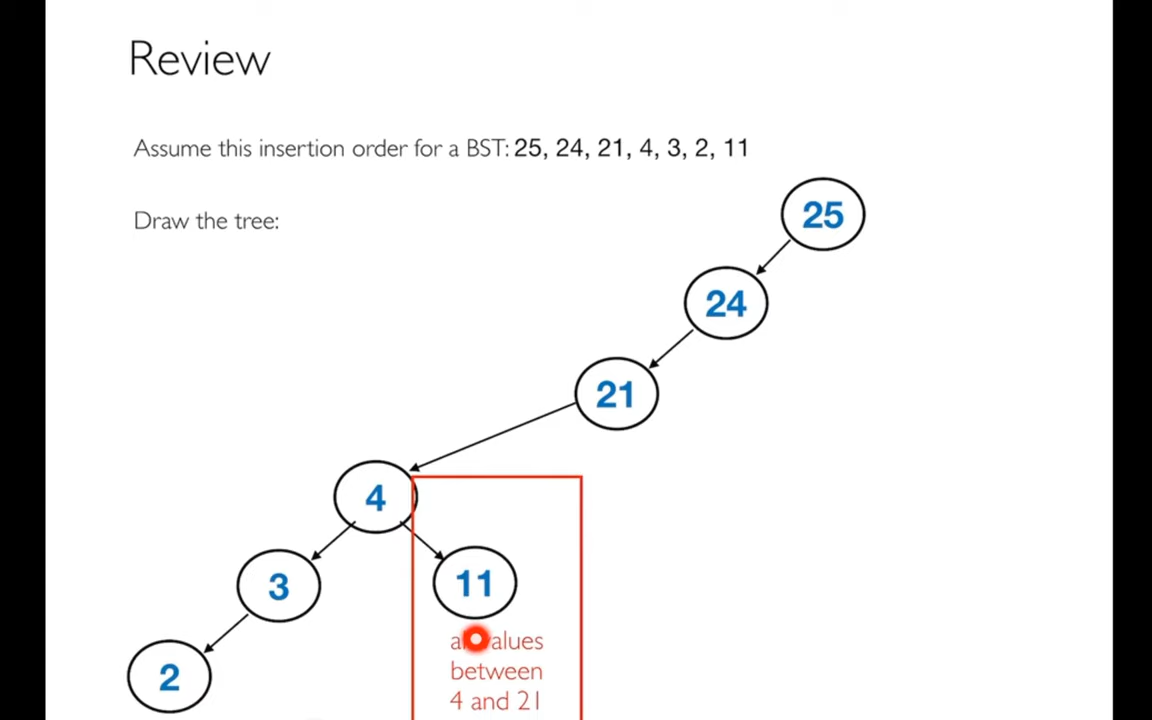 Review
Assume this insertion order for a BST: 25, 24, 21, 4, 3, 2, 11
Draw the tree:
25
24
21
4
3
11
2
alues
between
4 and 21